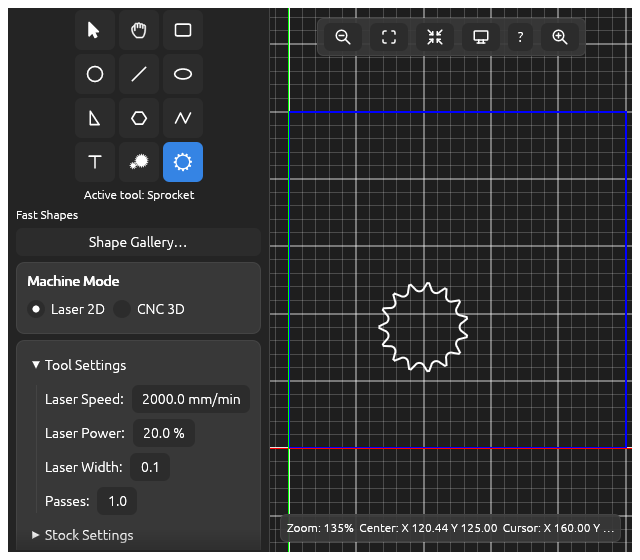 ?
T
Active tool: Sprocket
Fast Shapes
Shape Gallery...
Machine Mode
Laser 2D CNC 3D
Tool Settings
Laser Speed: 2000.0 mm/min
Laser Power: 20.0 %
Laser Width: 0.1
Passes: 1.0
Stock Settings
Zoom: 135% Center: X 120.44 Y 125.00 Cursor: X 160.00 Y ...